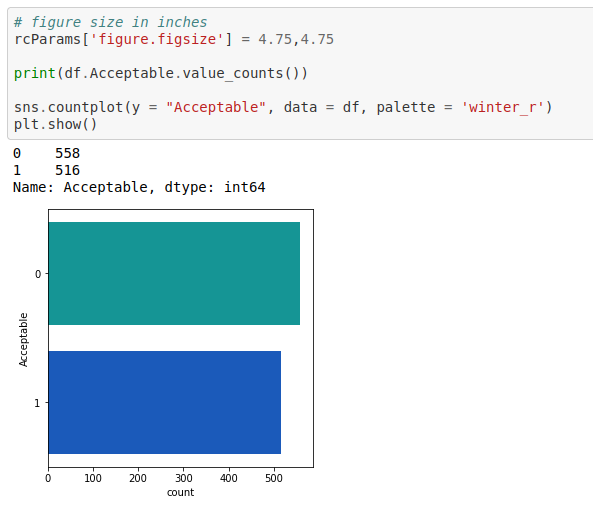 # figure size in inches
rcParams['figure.figsize'] = 4.75,4.75
print(df.Acceptable.value_counts())
sns.countplot(y = "Acceptable", data = df, palette = 'winter_r')
plt.show()
0    558
1    516
Name: Acceptable, dtype: int64
0
Acceptable
1
0 100 200 300 400 500
count